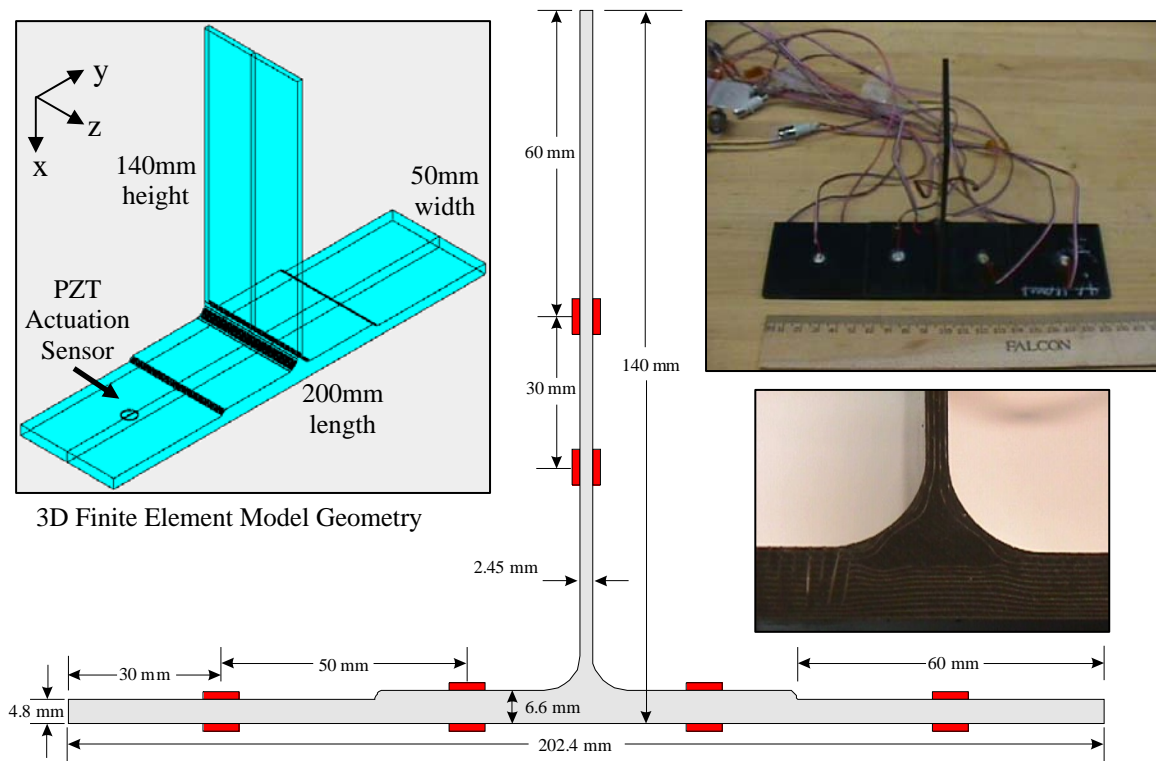 y
z
x
140mm
height
50mm
width
PZT
Actuation
Sensor
200mm
length
3D Finite Element Model Geometry
60 mm
30 mm
140 mm
2.45 mm
FALCON
30 mm
50 mm
60 mm
4.8 mm
6.6 mm
202.4 mm